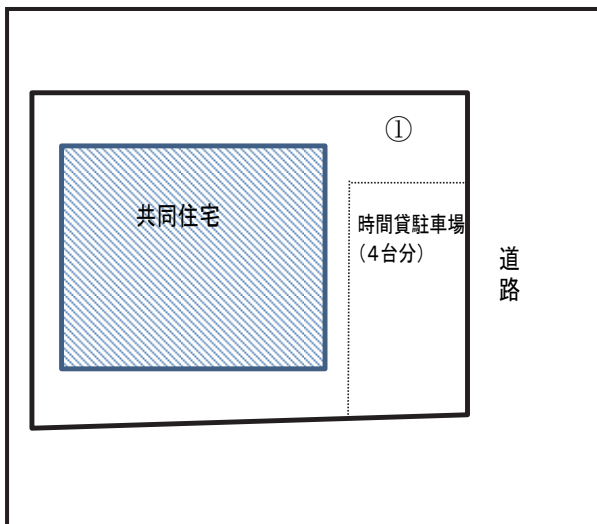 ①
共同住宅
時間貸駐車場
（4台分）
道路